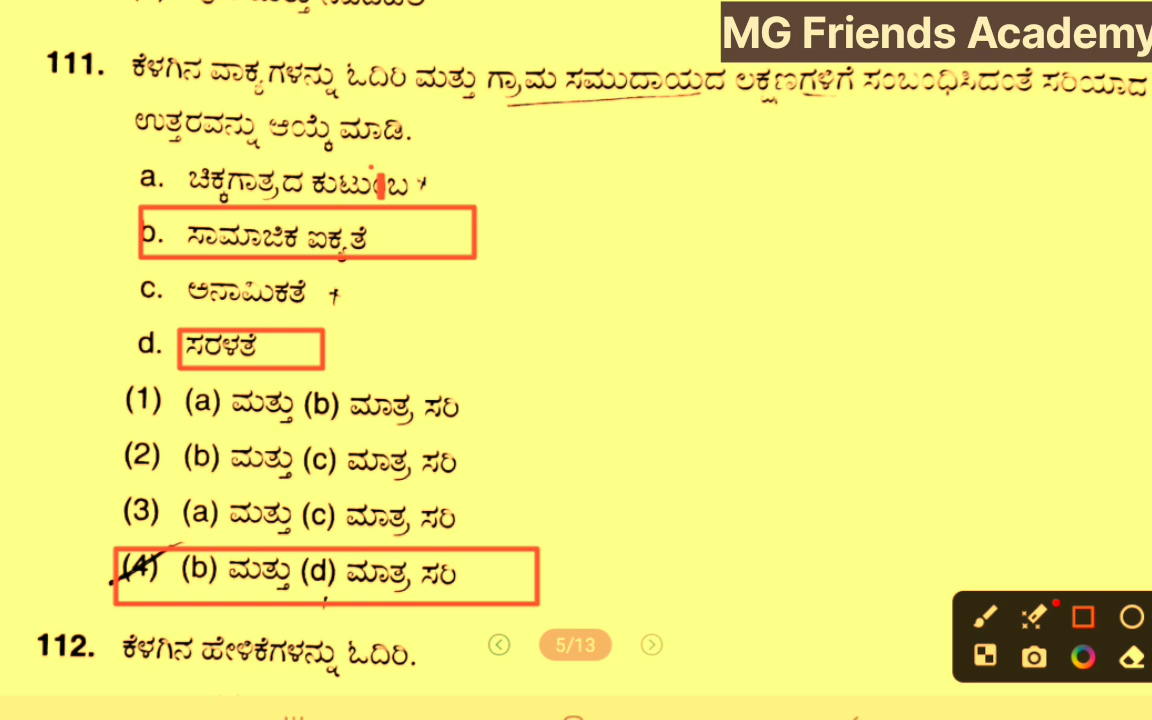 MG Friends Academy
111. ಕೆಳಗಿನ ವಾಕ್ಯಗಳನ್ನು ಓದಿರಿ ಮತ್ತು ಗ್ರಾಮ ಸಮುದಾಯದ ಲಕ್ಷಣಗಳಿಗೆ ಸಂಬಂಧಿಸಿದಂತೆ ಸರಿಯಾದ
ಉತ್ತರವನ್ನು ಆಯ್ಕೆ ಮಾಡಿ.
a. ಚಿಕ್ಕಗಾತ್ರದ ಕುಟುಂಬ
b. ಸಾಮಾಜಿಕ ಐಕ್ಯತೆ
c. ಅನಾಮಿಕತೆ
d. ಸರಳತೆ
(1) (a) ಮತ್ತು (b) ಮಾತ್ರ ಸರಿ
(2) (b) ಮತ್ತು (c) ಮಾತ್ರ ಸರಿ
(3) (a) ಮತ್ತು (c) ಮಾತ್ರ ಸರಿ
(4) (b) ಮತ್ತು (d) ಮಾತ್ರ ಸರಿ
112. ಕೆಳಗಿನ ಹೇಳಿಕೆಗಳನ್ನು ಓದಿರಿ.
5/13